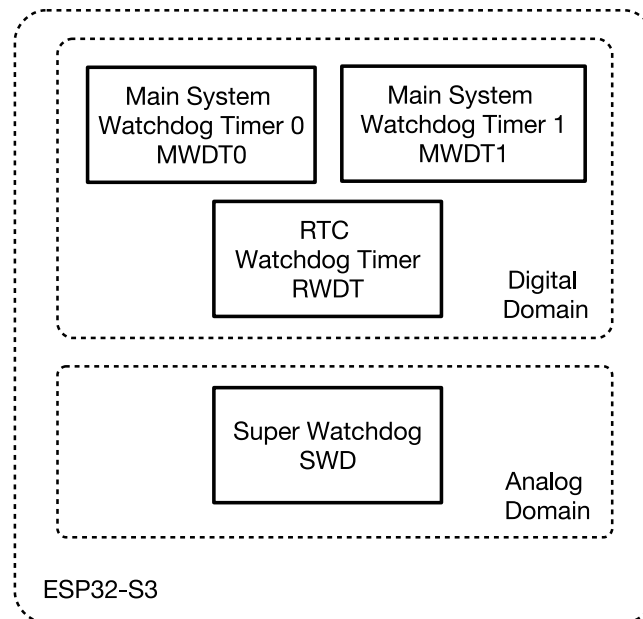 Main System
Watchdog Timer 0
MWDT0
Main System
Watchdog Timer 1
MWDT1
RTC
Watchdog Timer
RWDT
Digital
Domain
Super Watchdog
SWD
Analog
Domain
ESP32-S3